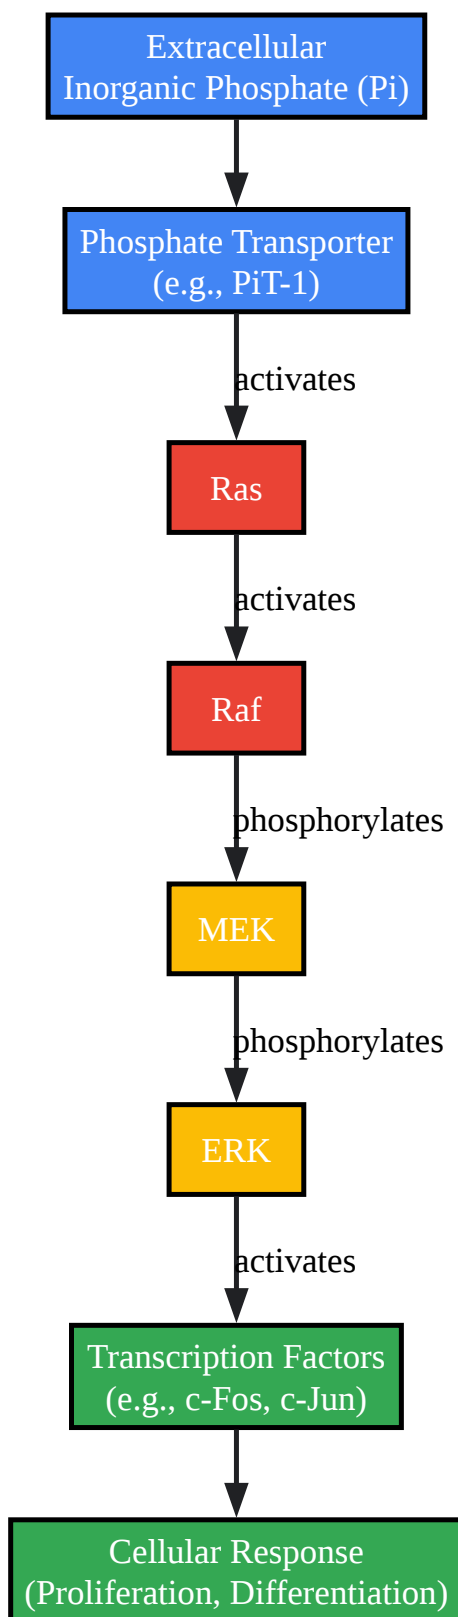 Extracellular
Inorganic Phosphate (Pi)
Phosphate Transporter
(e.g., PiT-1)
activates
Ras
activates
Raf
phosphorylates
MEK
phosphorylates
ERK
activates
Transcription Factors
(e.g., c-Fos, c-Jun)
Cellular Response
(Proliferation, Differentiation)